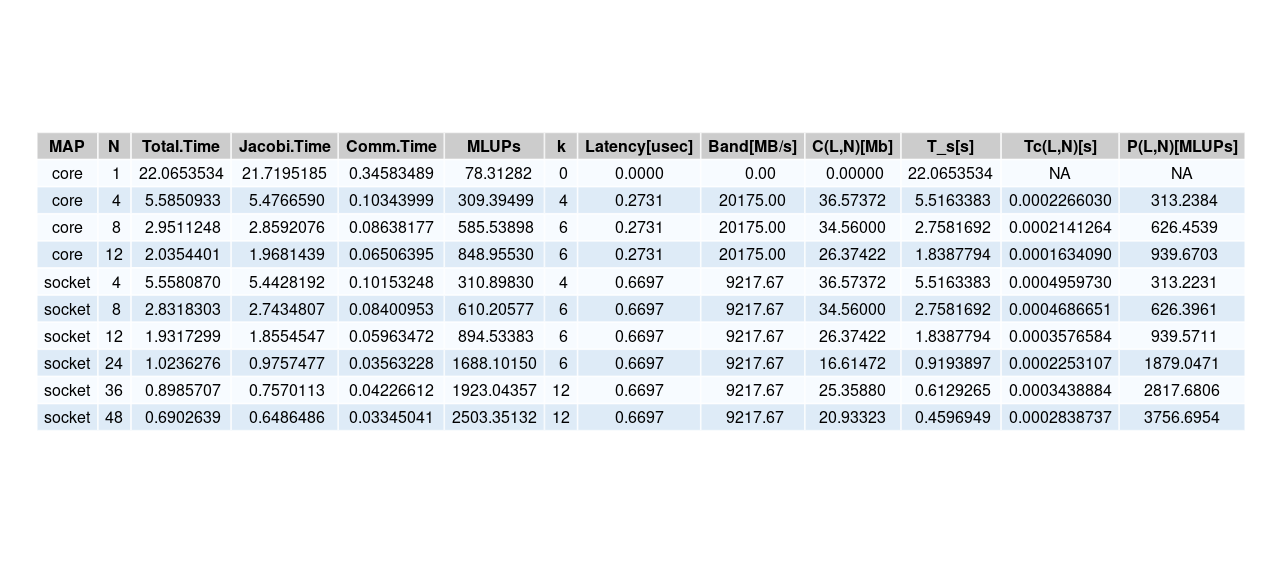 MAP N Total.Time Jacobi.Time Comm.Time MLUPs k Latency[usec] Band[MB/s] C(L,N)[Mb] T_s[s] Tc(L,N)[s] P(L,N)[MLUPs]
core 1 22.0653534 21.7195185 0.34583489 78.31282 0 0.0000 0.00 0.00000 22.0653534 NA NA
core 4 5.5850933 5.4766590 0.10343999 309.39499 4 0.2731 20175.00 36.57372 5.5163383 0.0002266030 313.2384
core 8 2.9511248 2.8592076 0.08638177 585.53898 6 0.2731 20175.00 34.56000 2.7581692 0.0002141264 626.4539
core 12 2.0354401 1.9681439 0.06506395 848.95530 6 0.2731 20175.00 26.37422 1.8387794 0.0001634090 939.6703
socket 4 5.5580870 5.4428192 0.10153248 310.89830 4 0.6697 9217.67 36.57372 5.5163383 0.0004959730 313.2231
socket 8 2.8318303 2.7434807 0.08400953 610.20577 6 0.6697 9217.67 34.56000 2.7581692 0.0004686651 626.3961
socket 12 1.9317299 1.8554547 0.05963472 894.53383 6 0.6697 9217.67 26.37422 1.8387794 0.0003576584 939.5711
socket 24 1.0236276 0.9757477 0.03563228 1688.10150 6 0.6697 9217.67 16.61472 0.9193897 0.0002253107 1879.0471
socket 36 0.8985707 0.7570113 0.04226612 1923.04357 12 0.6697 9217.67 25.35880 0.6129265 0.0003438884 2817.6806
socket 48 0.6902639 0.6486486 0.03345041 2503.35132 12 0.6697 9217.67 20.93323 0.4596949 0.0002838737 3756.6954